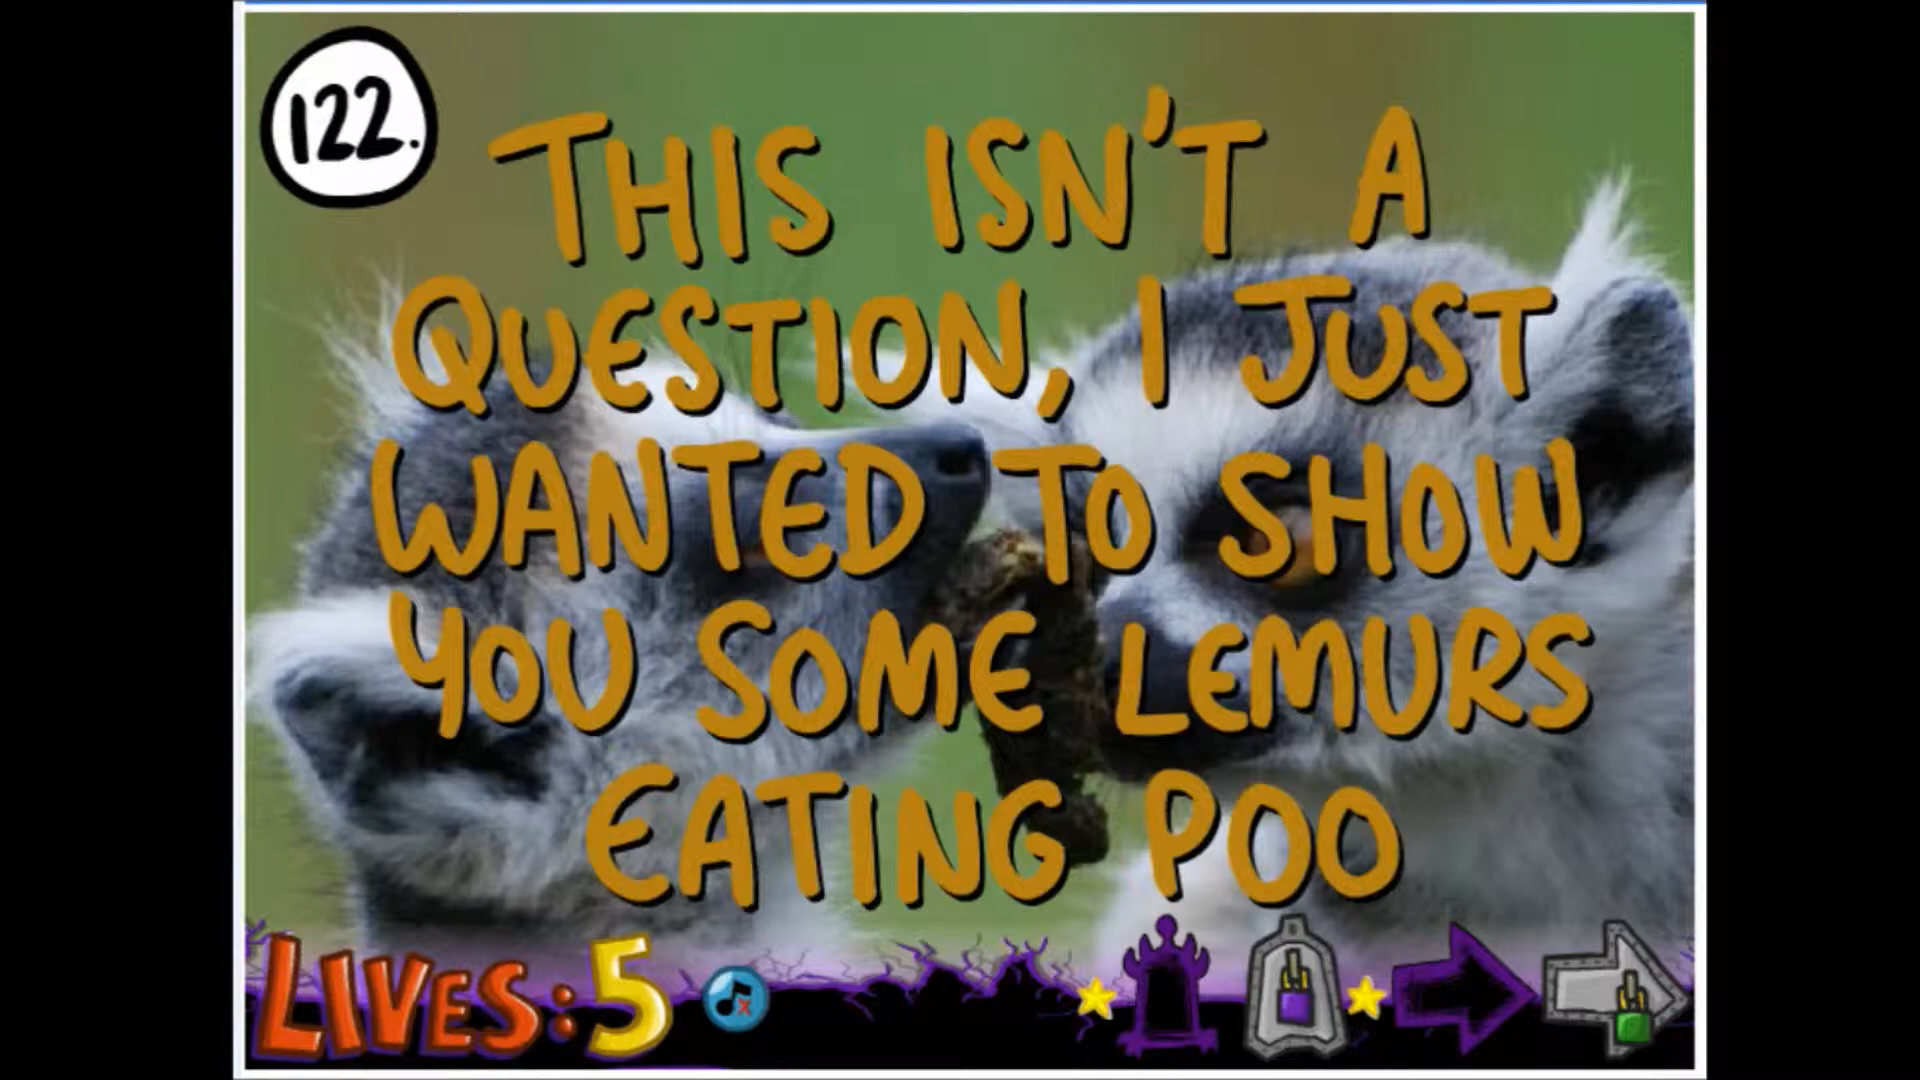 122.
THIS ISN'T A
QUESTION, I JUST
WANTED TO SHOW
YOU SOME LEMURS
EATING POO
LIVES: 5